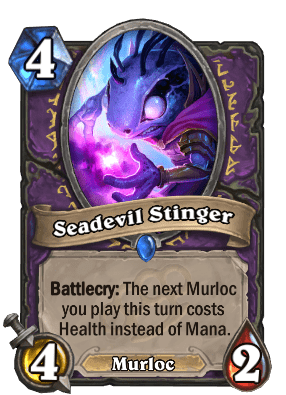 4
Seadevil Stinger
Battlecry: The next Murloc
you play this turn costs
Health instead of Mana.
4
Murloc
2